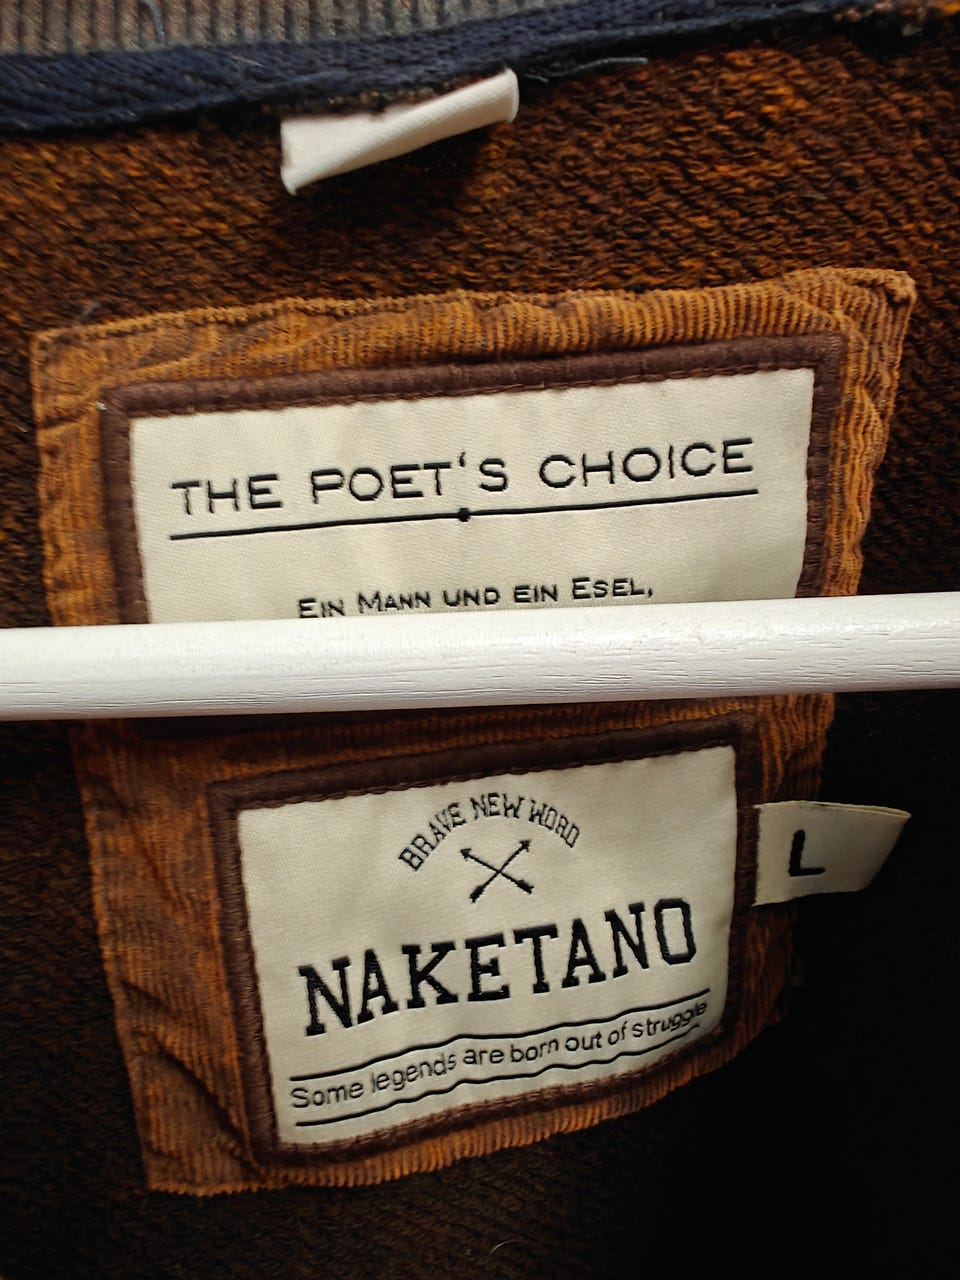 THE POET'S CHOICE
EIN MANN UND EIN ESEL,
BRAVE NEW WORD
NAKETANO
L
Some legends are born out of struggle